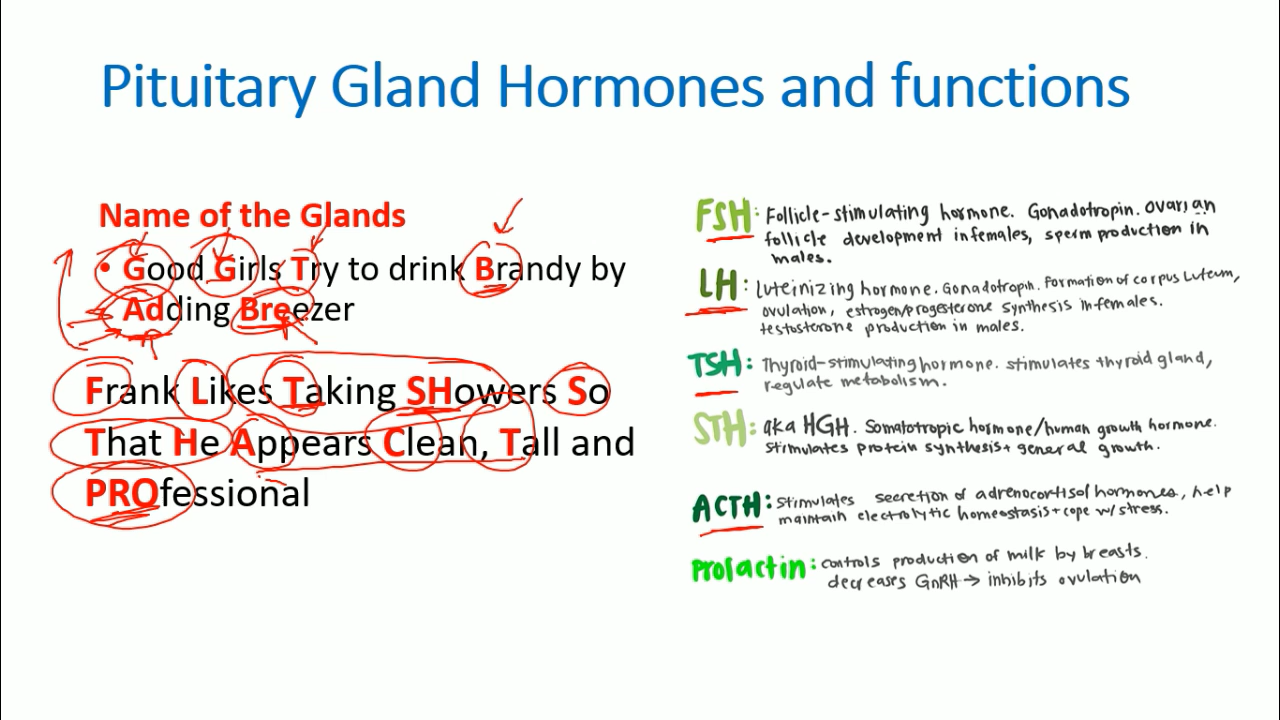 Pituitary Gland Hormones and functions
Name of the Glands
• Good Girls Try to drink Brandy by
Adding Breezer
Frank Likes Taking SHowers So
That He Appears Clean, Tall and
PROfessional
FSH: Follicle-stimulating hormone. Gonadotropin. Ovarian
follicle development in females, sperm production in
males.
LH: Luteinizing hormone. Gonadotropin. Formation of corpus luteum,
ovulation, estrogen/progesterone synthesis in females.
testosterone production in males.
TSH: Thyroid-stimulating hormone. stimulates thyroid gland,
regulate metabolism.
STH: aka HGH. Somatotropic hormone/human growth hormone.
Stimulates protein synthesis + general growth.
ACTH: Stimulates secretion of adrenocortisol hormones, help
maintain electrolytic homeostasis + cope w/ stress.
Prolactin: controls production of milk by breasts.
decreases GnRH → inhibits ovulation